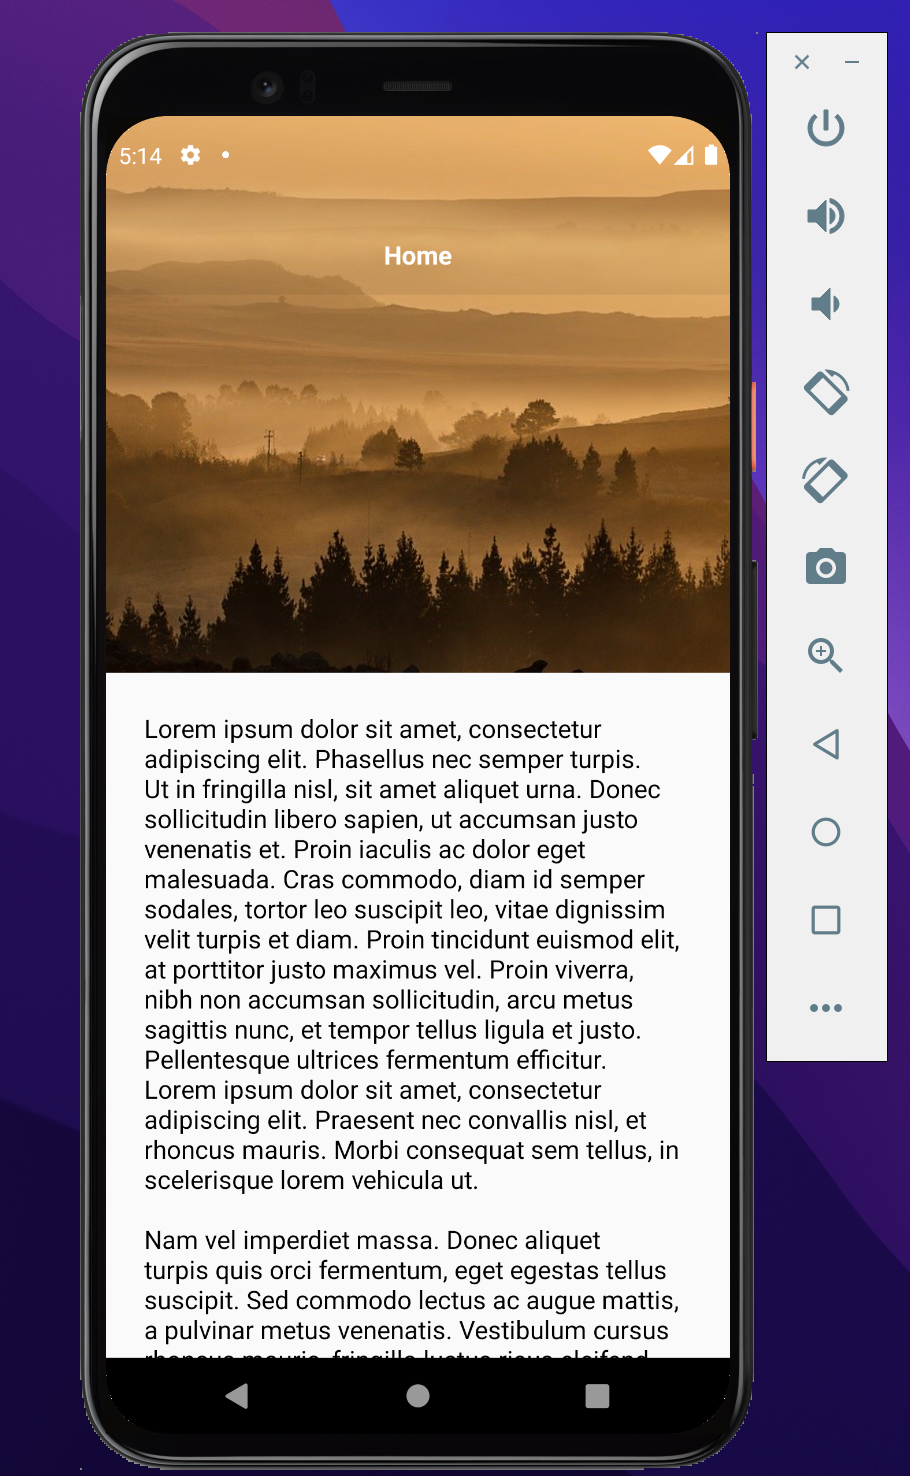 5:14
Home
Lorem ipsum dolor sit amet, consectetur
adipiscing elit. Phasellus nec semper turpis.
Ut in fringilla nisl, sit amet aliquet urna. Donec
sollicitudin libero sapien, ut accumsan justo
venenatis et. Proin iaculis ac dolor eget
malesuada. Cras commodo, diam id semper
sodales, tortor leo suscipit leo, vitae dignissim
velit turpis et diam. Proin tincidunt euismod elit,
at porttitor justo maximus vel. Proin viverra,
nibh non accumsan sollicitudin, arcu metus
sagittis nunc, et tempor tellus ligula et justo.
Pellentesque ultrices fermentum efficitur.
Lorem ipsum dolor sit amet, consectetur
adipiscing elit. Praesent nec convallis nisl, et
rhoncus mauris. Morbi consequat sem tellus, in
scelerisque lorem vehicula ut.
Nam vel imperdiet massa. Donec aliquet
turpis quis orci fermentum, eget egestas tellus
suscipit. Sed commodo lectus ac augue mattis,
a pulvinar metus venenatis. Vestibulum cursus